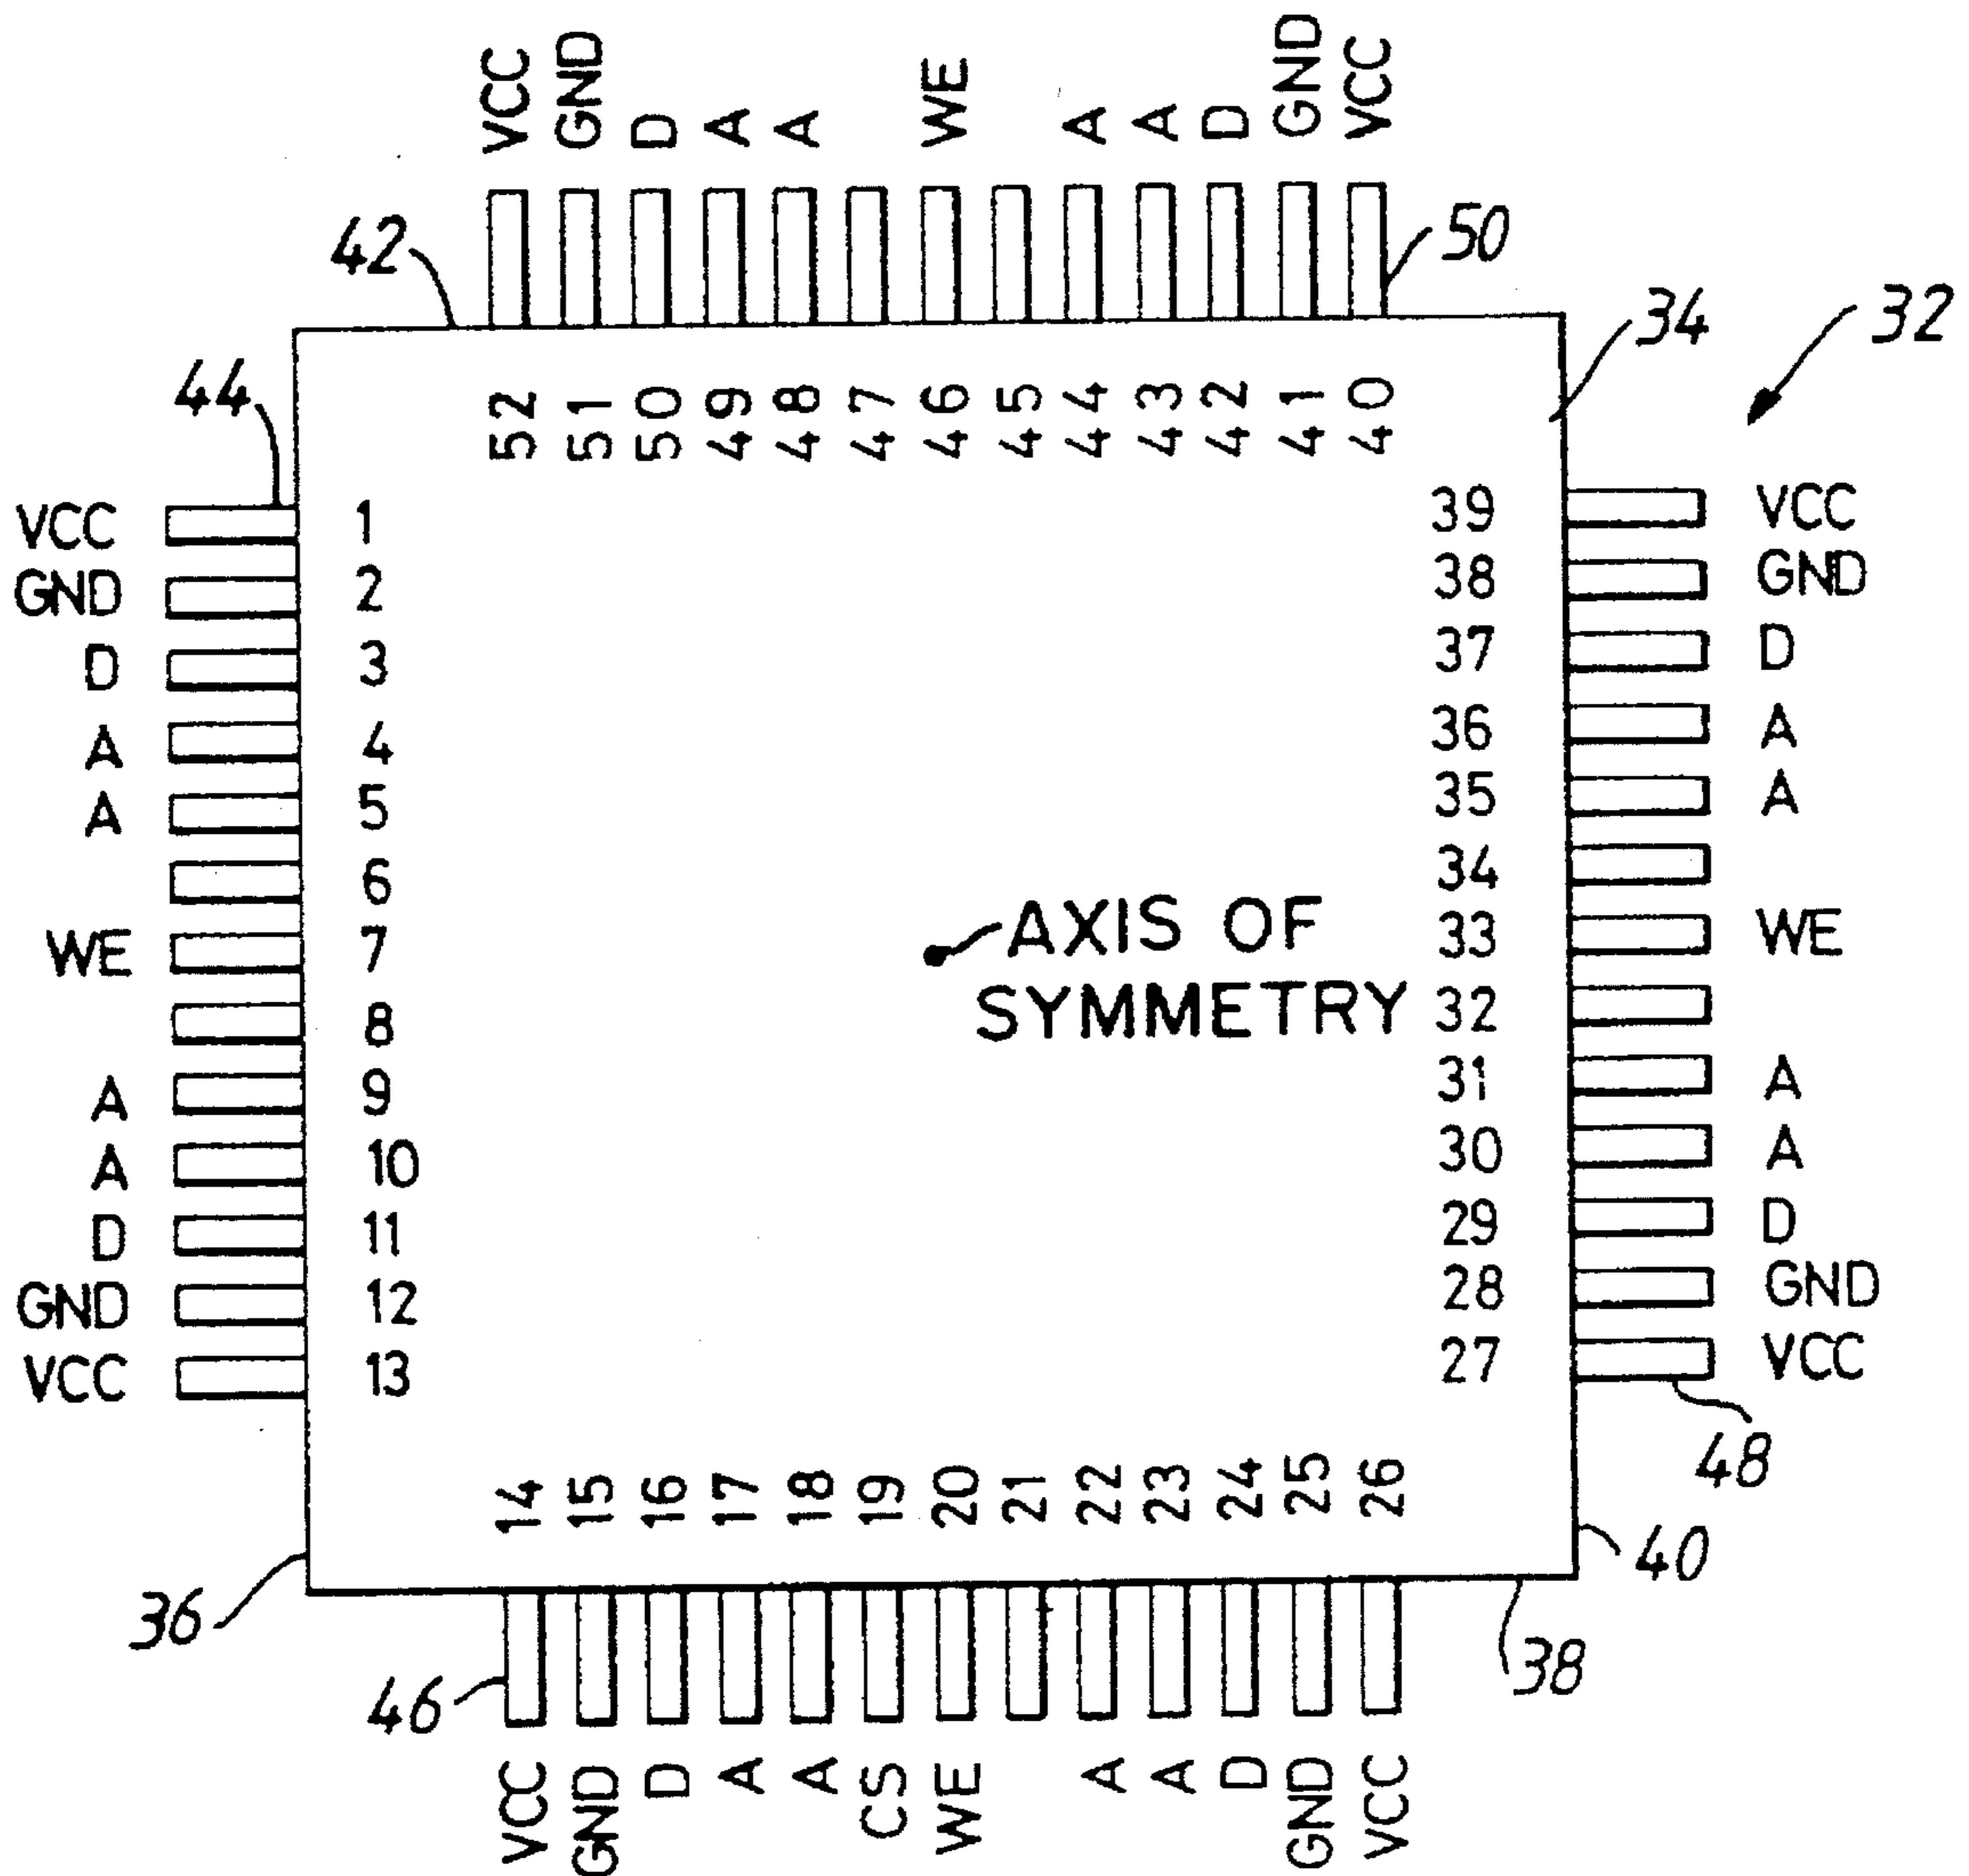 VCC GND D A A WE A A D GND VCC
42
50
34
32
44
52 51 50 49 48 47 46 45 44 43 42 41 40
VCC 1 39 VCC
GND 2 38 GND
D 3 37 D
A 4 36 A
A 5 35 A
6 34
WE 7 33 WE
AXIS OF
SYMMETRY
8 32
A 9 31 A
A 10 30 A
D 11 29 D
GND 12 28 GND
VCC 13 27 VCC
48
14 15 16 17 18 19 20 21 22 23 24 25 26
36
40
46
38
VCC GND D A A CS WE A A D GND VCC